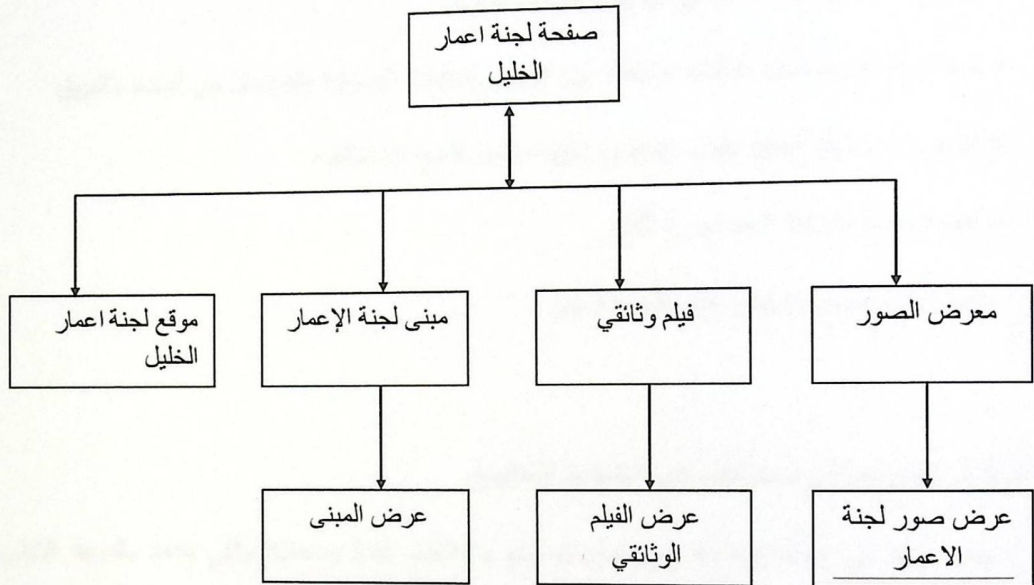 صفحة لجنة اعمار
الخليل
معرض الصور
فيلم وثائقي
مبنى لجنة الإعمار
موقع لجنة اعمار
الخليل
عرض صور لجنة
الاعمار
عرض الفيلم
الوثائقي
عرض المبنى